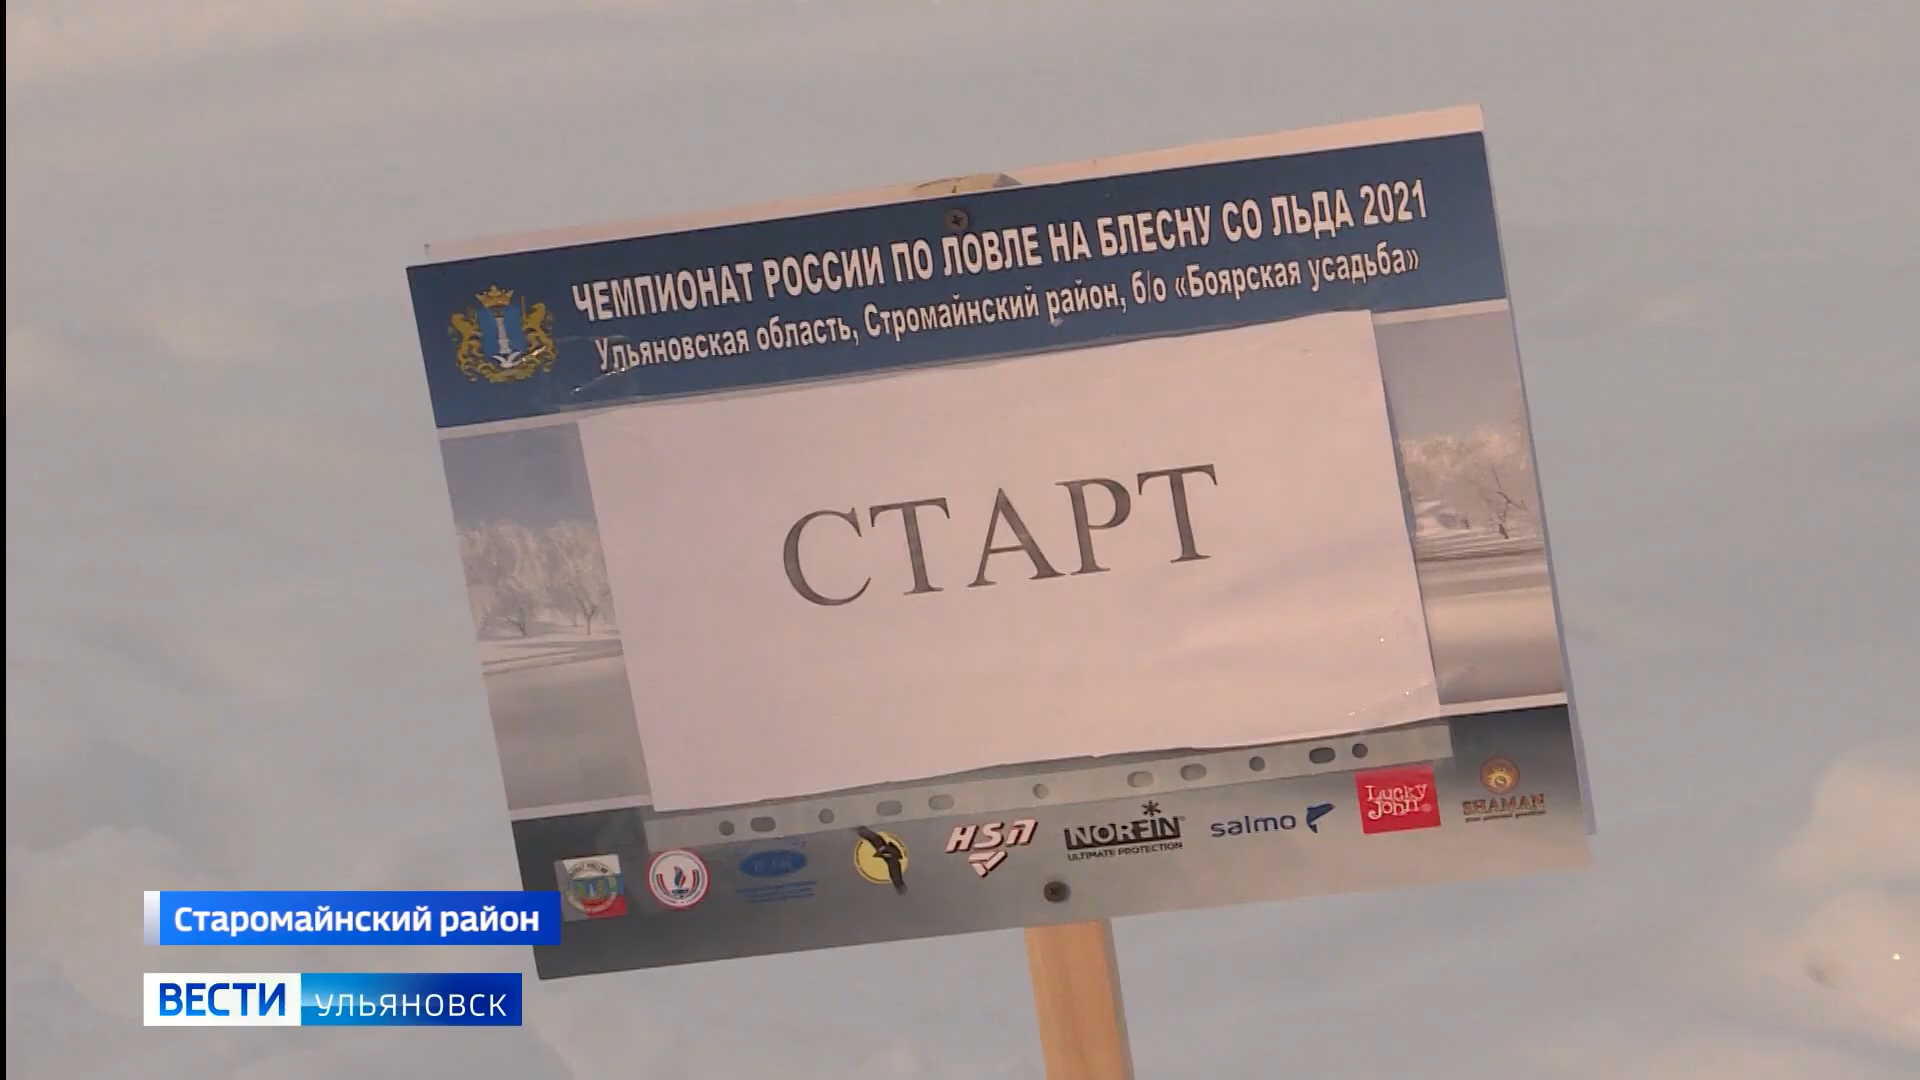 ЧЕМПИОНАТ РОССИИ ПО ЛОВЛЕ НА БЛЕСНУ СО ЛЬДА 2021
Ульяновская область, Стромайнский район, б/о «Боярская усадьба»
СТАРТ
НSЛ
NORFIN
ULTIMATE PROTECTION
salmo
Lucky
John
SHAMAN
Старомайнский район
ВЕСТИ УЛЬЯНОВСК